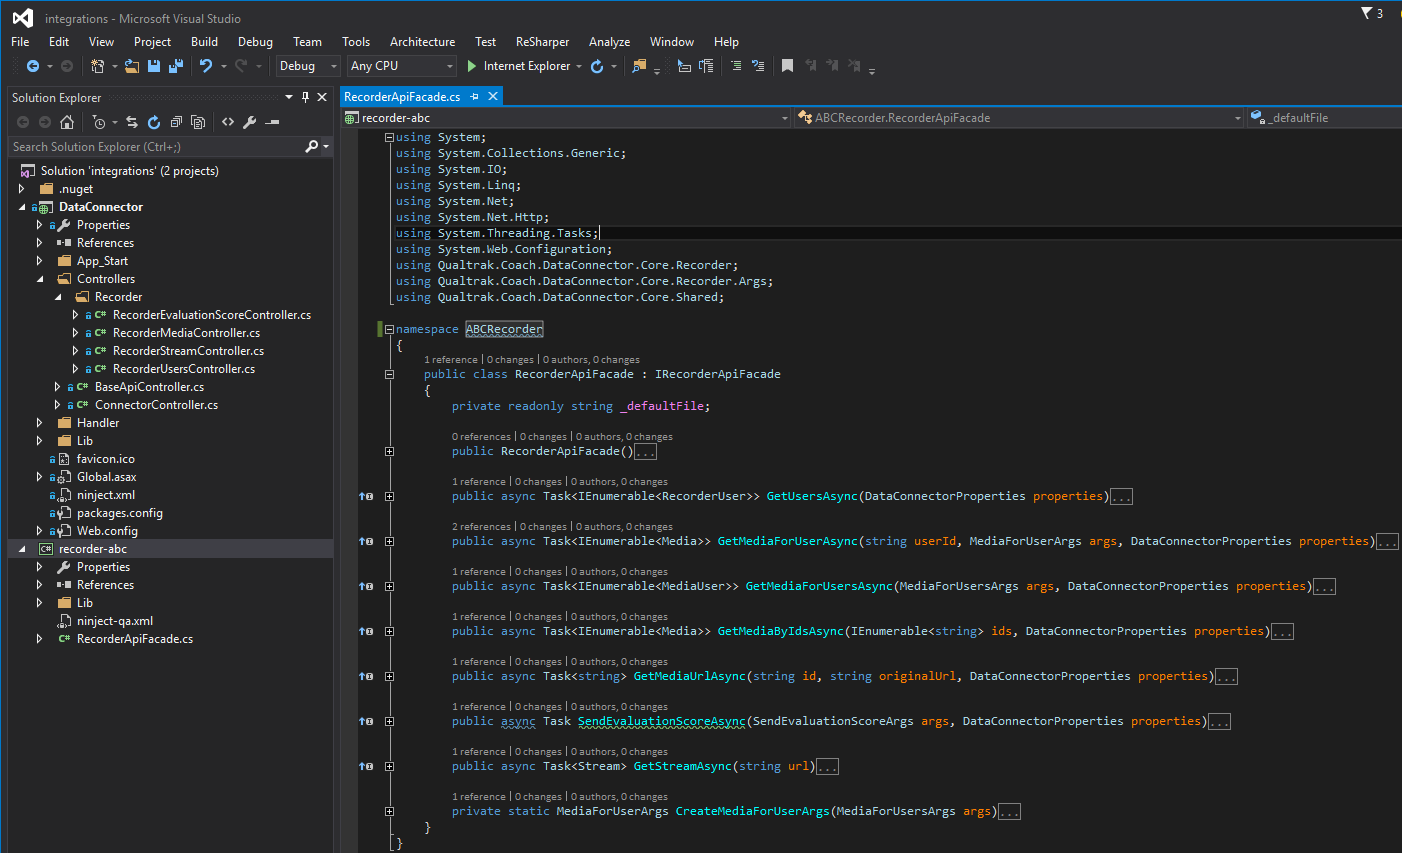 integrations - Microsoft Visual Studio
3
File Edit View Project Build Debug Team Tools Architecture Test ReSharper Analyze Window Help
Debug Any CPU Internet Explorer
Solution Explorer
Search Solution Explorer (Ctrl+;)
Solution 'integrations' (2 projects)
.nuget
DataConnector
Properties
References
App_Start
Controllers
Recorder
C# RecorderEvaluationScoreController.cs
C# RecorderMediaController.cs
C# RecorderStreamController.cs
C# RecorderUsersController.cs
C# BaseApiController.cs
C# ConnectorController.cs
Handler
Lib
favicon.ico
Global.asax
ninject.xml
packages.config
Web.config
C# recorder-abc
Properties
References
Lib
ninject-qa.xml
C# RecorderApiFacade.cs
RecorderApiFacade.cs
recorder-abc ABCRecorder.RecorderApiFacade _defaultFile
using System;
using System.Collections.Generic;
using System.IO;
using System.Linq;
using System.Net;
using System.Net.Http;
using System.Threading.Tasks;
using System.Web.Configuration;
using Qualtrak.Coach.DataConnector.Core.Recorder;
using Qualtrak.Coach.DataConnector.Core.Recorder.Args;
using Qualtrak.Coach.DataConnector.Core.Shared;
namespace ABCRecorder
{
1 reference | 0 changes | 0 authors, 0 changes
public class RecorderApiFacade : IRecorderApiFacade
{
private readonly string _defaultFile;
0 references | 0 changes | 0 authors, 0 changes
public RecorderApiFacade()...
1 reference | 0 changes | 0 authors, 0 changes
public async Task<IEnumerable<RecorderUser>> GetUsersAsync(DataConnectorProperties properties)...
2 references | 0 changes | 0 authors, 0 changes
public async Task<IEnumerable<Media>> GetMediaForUserAsync(string userId, MediaForUserArgs args, DataConnectorProperties properties)...
1 reference | 0 changes | 0 authors, 0 changes
public async Task<IEnumerable<MediaUser>> GetMediaForUsersAsync(MediaForUsersArgs args, DataConnectorProperties properties)...
1 reference | 0 changes | 0 authors, 0 changes
public async Task<IEnumerable<Media>> GetMediaByIdsAsync(IEnumerable<string> ids, DataConnectorProperties properties)...
1 reference | 0 changes | 0 authors, 0 changes
public async Task<string> GetMediaUrlAsync(string id, string originalUrl, DataConnectorProperties properties)...
1 reference | 0 changes | 0 authors, 0 changes
public async Task SendEvaluationScoreAsync(SendEvaluationScoreArgs args, DataConnectorProperties properties)...
1 reference | 0 changes | 0 authors, 0 changes
public async Task<Stream> GetStreamAsync(string url)...
1 reference | 0 changes | 0 authors, 0 changes
private static MediaForUserArgs CreateMediaForUserArgs(MediaForUsersArgs args)...
}
}